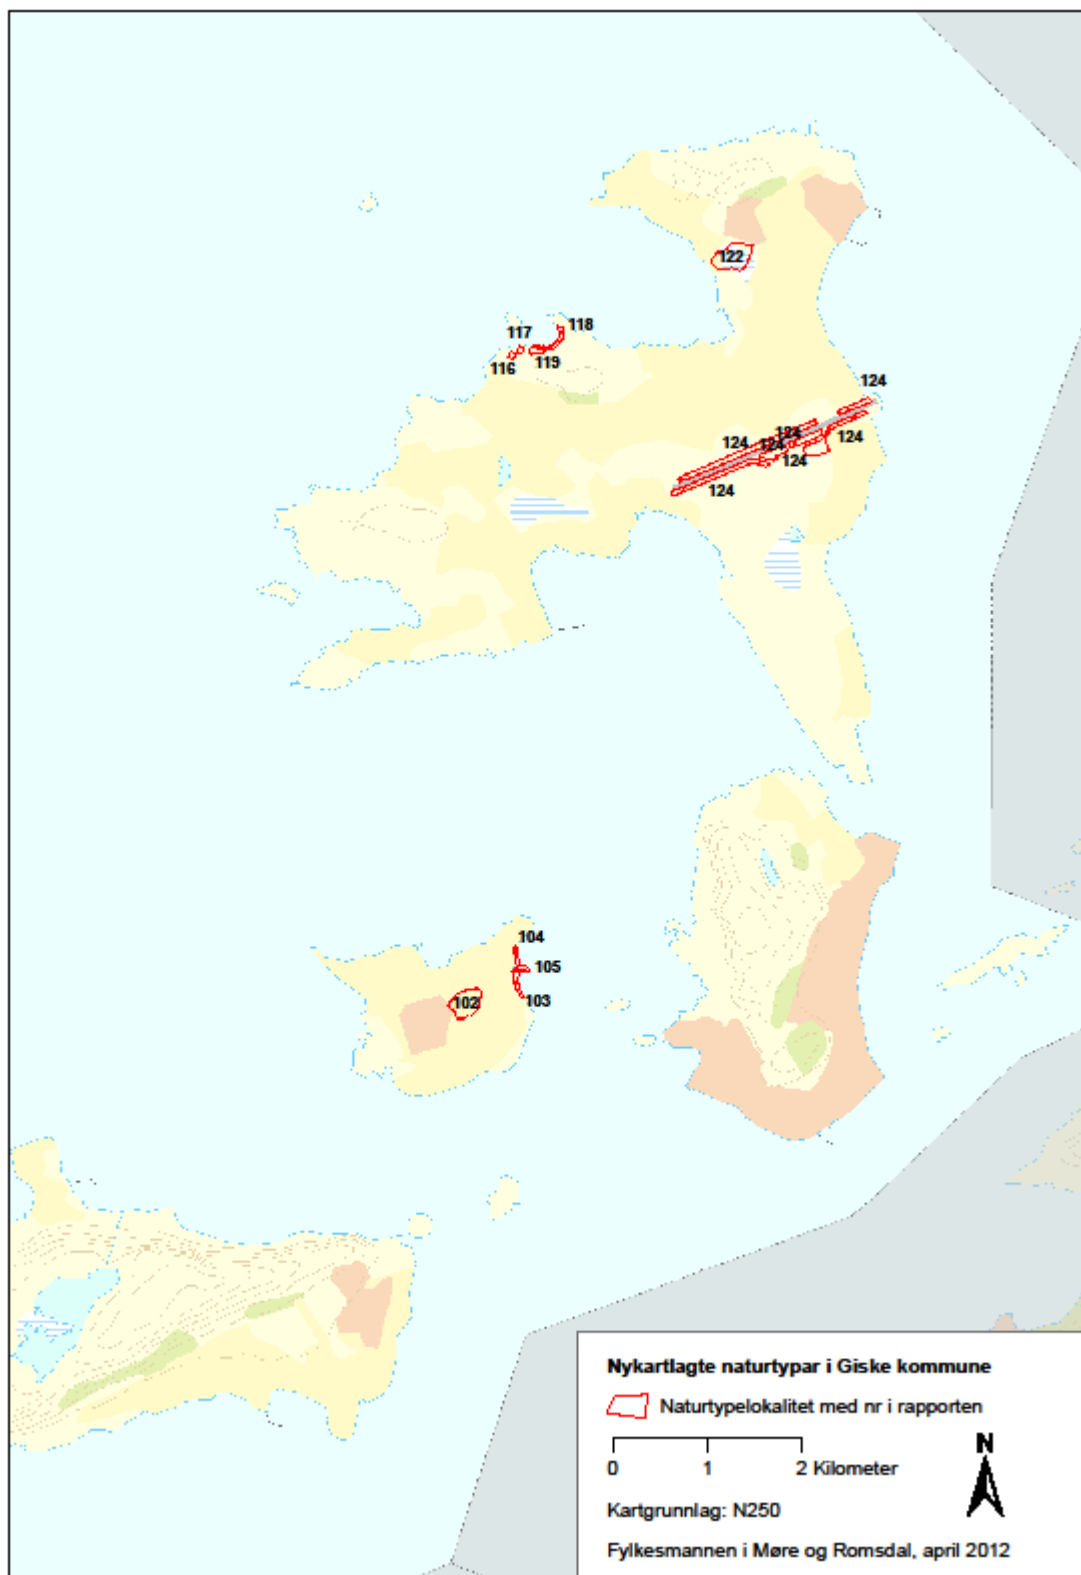 122
118
117
116
119
124
124
124
124
124
124
124
104
105
102
103
Nykartlagte naturtypar i Giske kommune
Naturtypelokalitet med nr i rapporten
N
0 1 2 Kilometer
Kartgrunnlag: N250
Fylkesmannen i Møre og Romsdal, april 2012